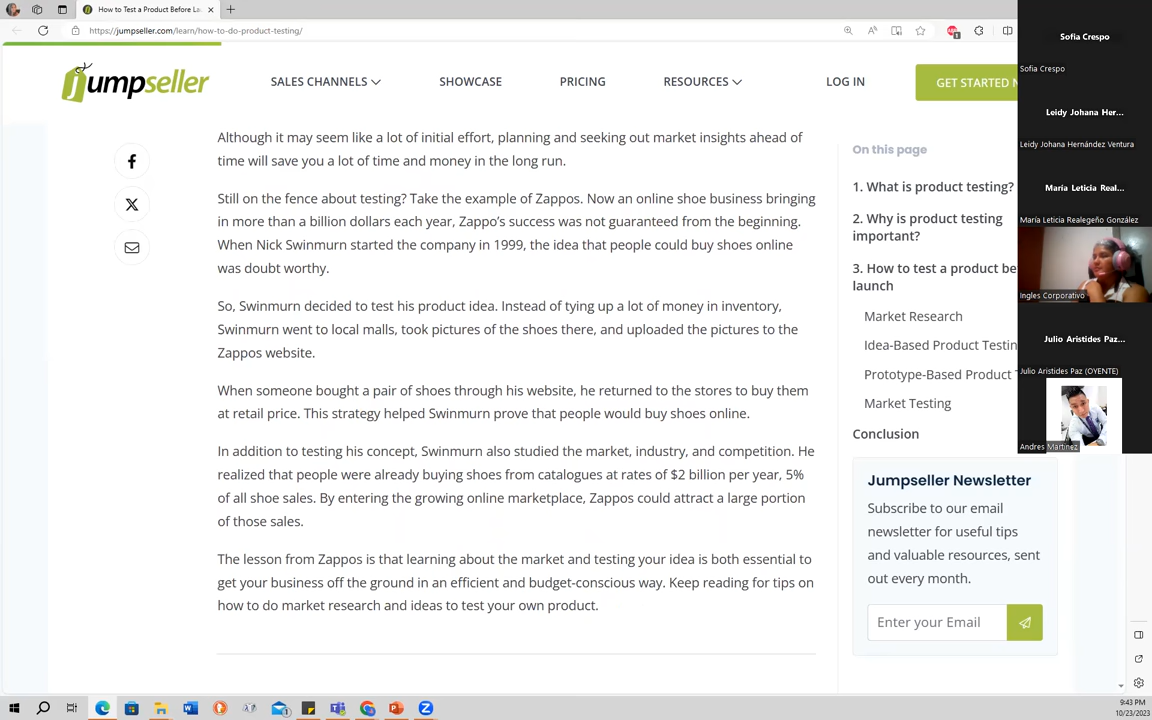 How to Test a Product Before La
https://jumpseller.com/learn/how-to-do-product-testing/
jumpseller
SALES CHANNELS
SHOWCASE
PRICING
RESOURCES
LOG IN
GET STARTED N
Although it may seem like a lot of initial effort, planning and seeking out market insights ahead of
time will save you a lot of time and money in the long run.
Still on the fence about testing? Take the example of Zappos. Now an online shoe business bringing
in more than a billion dollars each year, Zappo's success was not guaranteed from the beginning.
When Nick Swinmurn started the company in 1999, the idea that people could buy shoes online
was doubt worthy.
So, Swinmurn decided to test his product idea. Instead of tying up a lot of money in inventory,
Swinmurn went to local malls, took pictures of the shoes there, and uploaded the pictures to the
Zappos website.
When someone bought a pair of shoes through his website, he returned to the stores to buy them
at retail price. This strategy helped Swinmurn prove that people would buy shoes online.
In addition to testing his concept, Swinmurn also studied the market, industry, and competition. He
realized that people were already buying shoes from catalogues at rates of $2 billion per year, 5%
of all shoe sales. By entering the growing online marketplace, Zappos could attract a large portion
of those sales.
The lesson from Zappos is that learning about the market and testing your idea is both essential to
get your business off the ground in an efficient and budget-conscious way. Keep reading for tips on
how to do market research and ideas to test your own product.
On this page
1. What is product testing?
2. Why is product testing
important?
3. How to test a product be
launch
Market Research
Idea-Based Product Testin
Prototype-Based Product T
Market Testing
Conclusion
Jumpseller Newsletter
Subscribe to our email
newsletter for useful tips
and valuable resources, sent
out every month.
Enter your Email
Sofia Crespo
Sofia Crespo
Leidy Johana Her...
Leidy Johana Hernández Ventura
María Leticia Real...
María Leticia Realegeño González
Ingles Corporativo
Julio Aristides Paz...
Julio Aristides Paz (OYENTE)
Andres Martinez
9:43 PM
10/23/2023